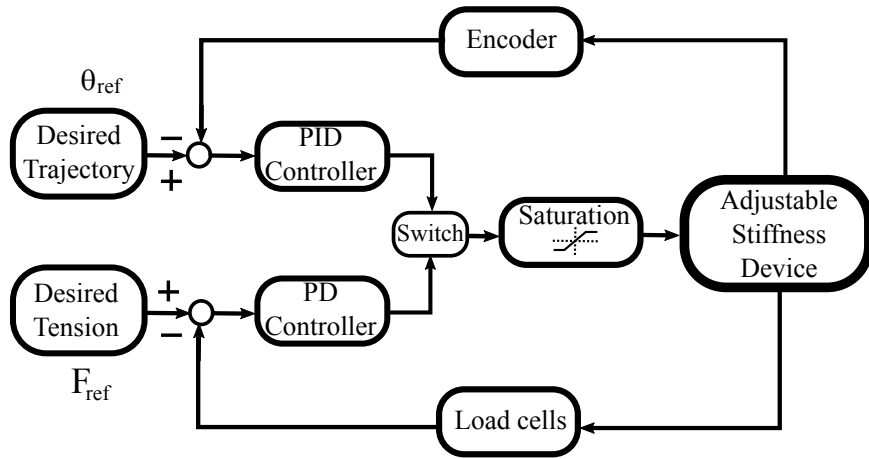 Encoder
θref
Desired
Trajectory
−
+
PID
Controller
Switch
Saturation
Adjustable
Stiffness
Device
Desired
Tension
+
−
PD
Controller
Fref
Load cells